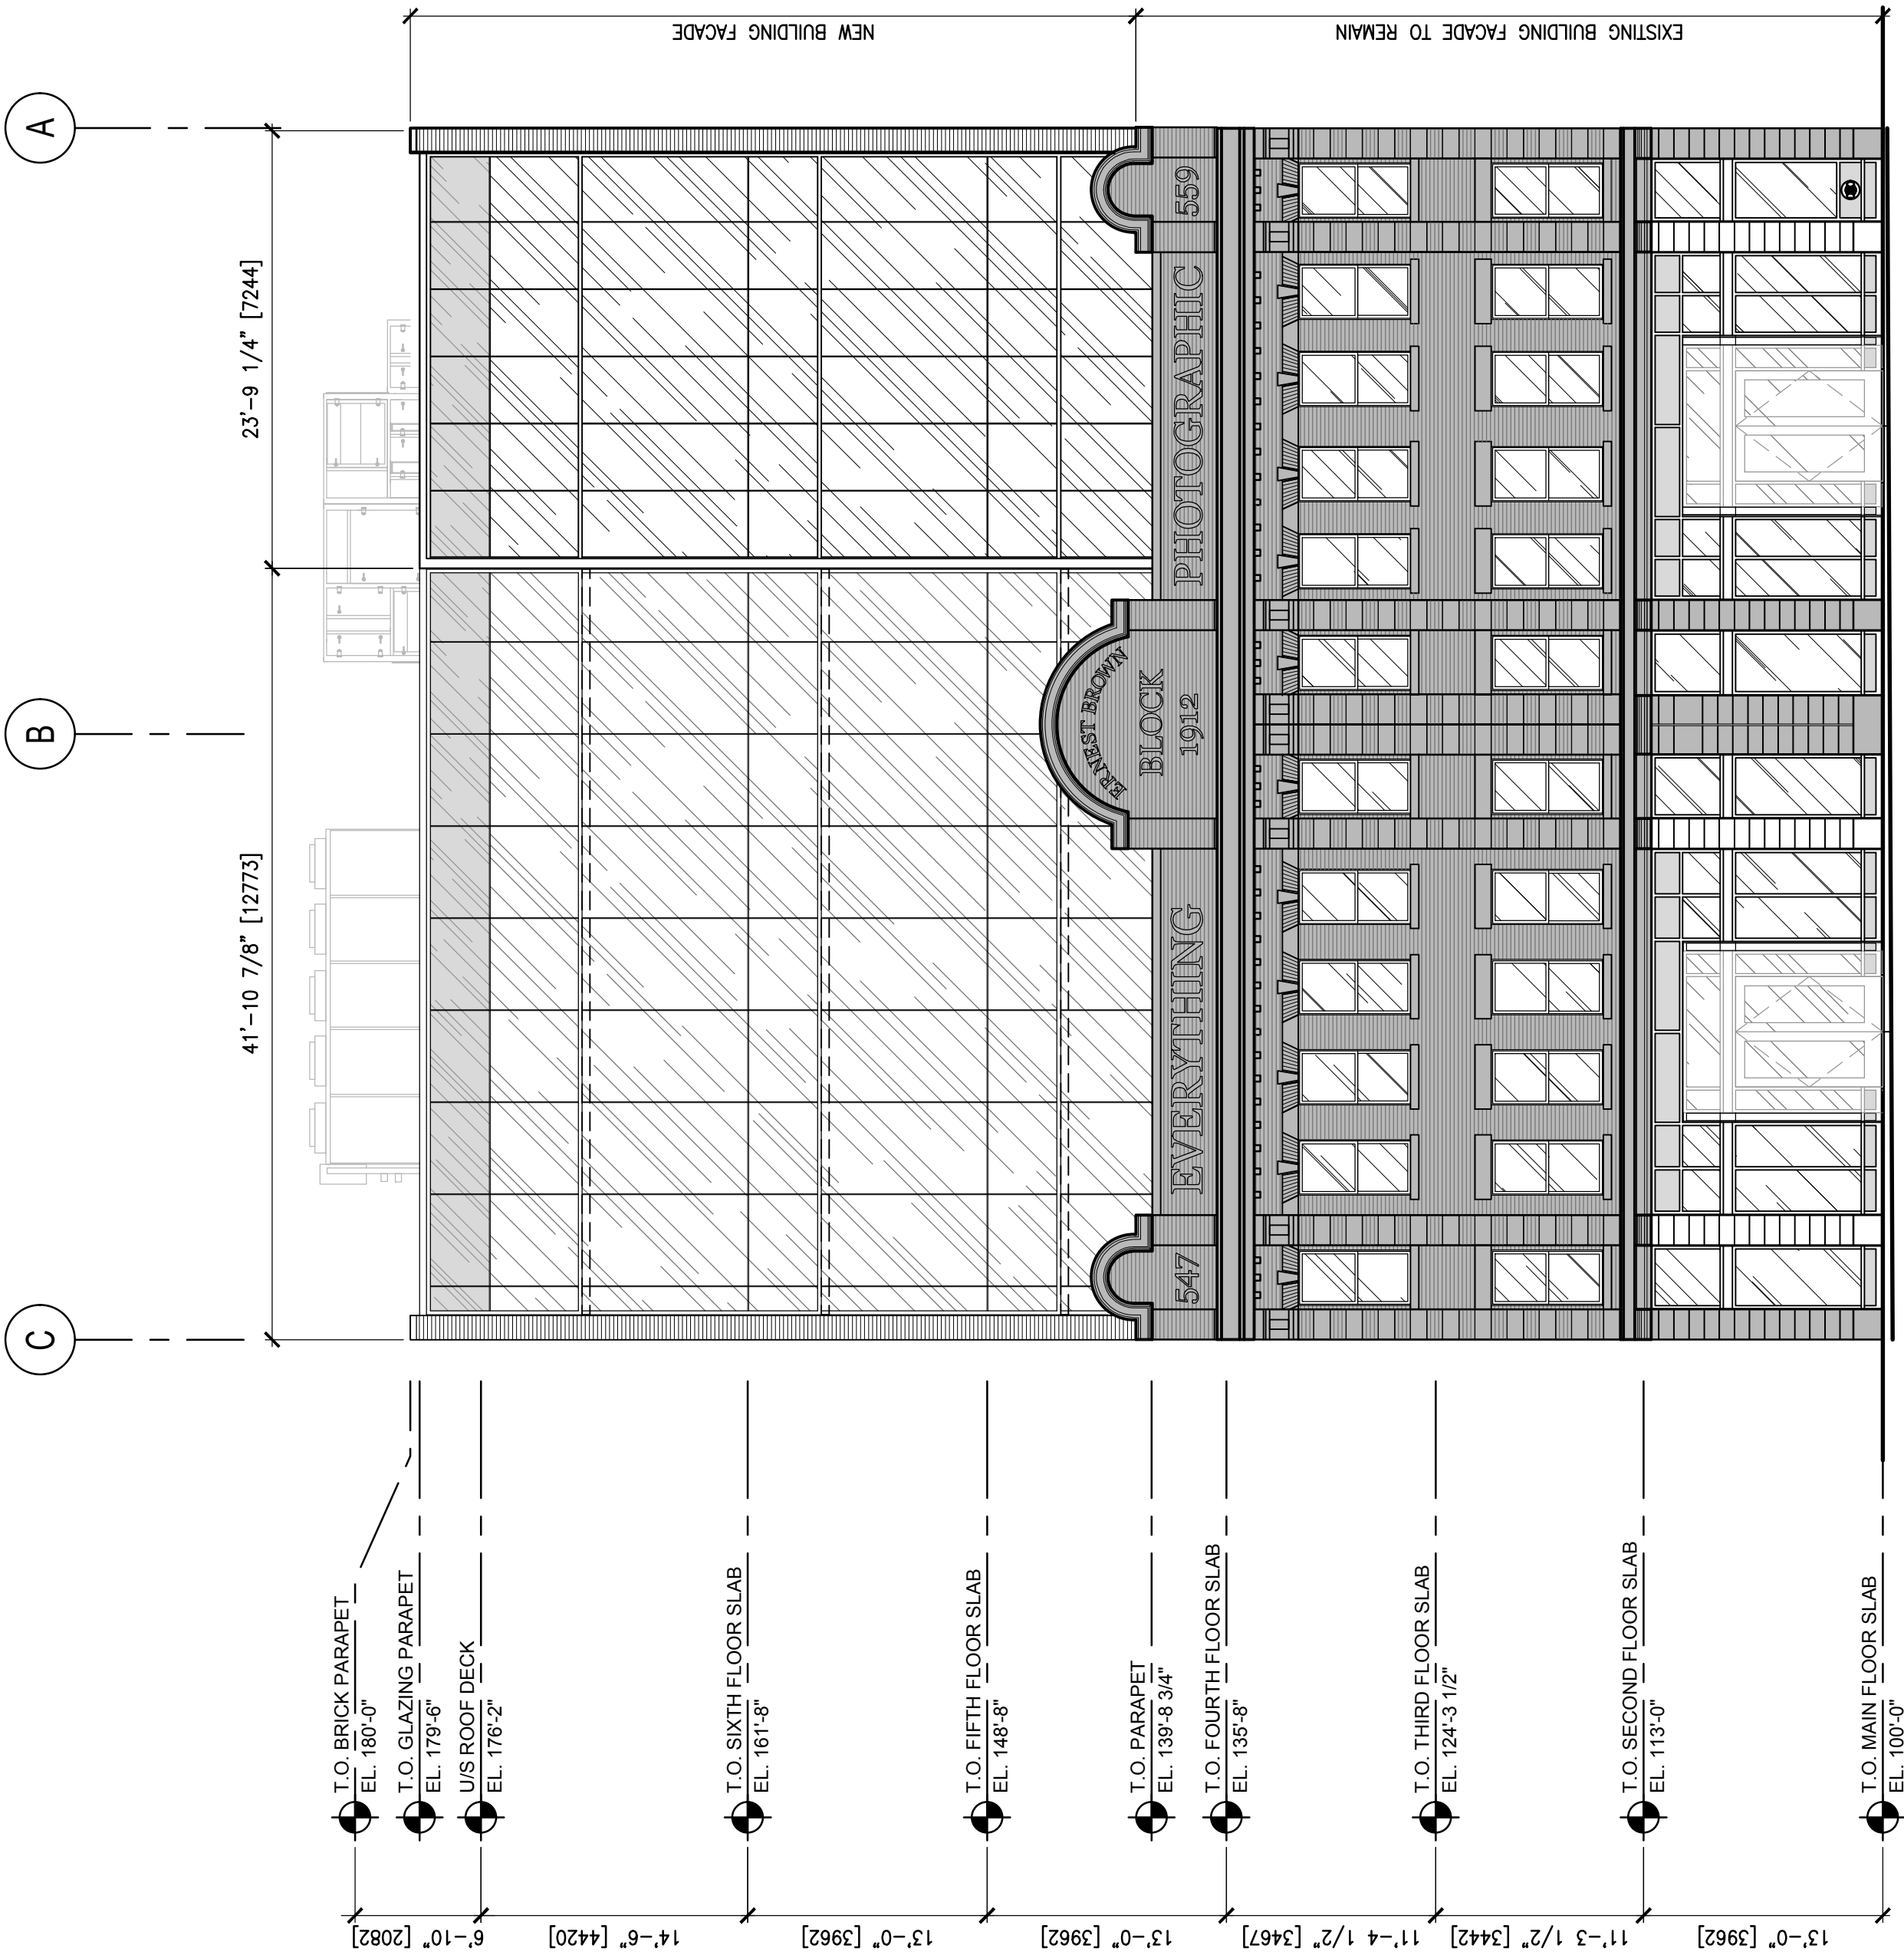 C
B
A
41'-10 7/8" [12773]
23'-9 1/4" [7244]
NEW BUILDING FACADE
EXISTING BUILDING FACADE TO REMAIN
T.O. BRICK PARAPET
EL. 180'-0"
T.O. GLAZING PARAPET
EL. 179'-6"
U/S ROOF DECK
EL. 176'-2"
T.O. SIXTH FLOOR SLAB
EL. 161'-8"
T.O. FIFTH FLOOR SLAB
EL. 148'-8"
T.O. PARAPET
EL. 139'-8 3/4"
T.O. FOURTH FLOOR SLAB
EL. 135'-8"
T.O. THIRD FLOOR SLAB
EL. 124'-3 1/2"
T.O. SECOND FLOOR SLAB
EL. 113'-0"
T.O. MAIN FLOOR SLAB
EL. 100'-0"
6'-10" [2082]
14'-6" [4420]
13'-0" [3962]
13'-0" [3962]
11'-4 1/2" [3467]
11'-3 1/2" [3442]
13'-0" [3962]
ERNEST BROWN
BLOCK
1912
547
EVERYTHING
PHOTOGRAPHIC
559